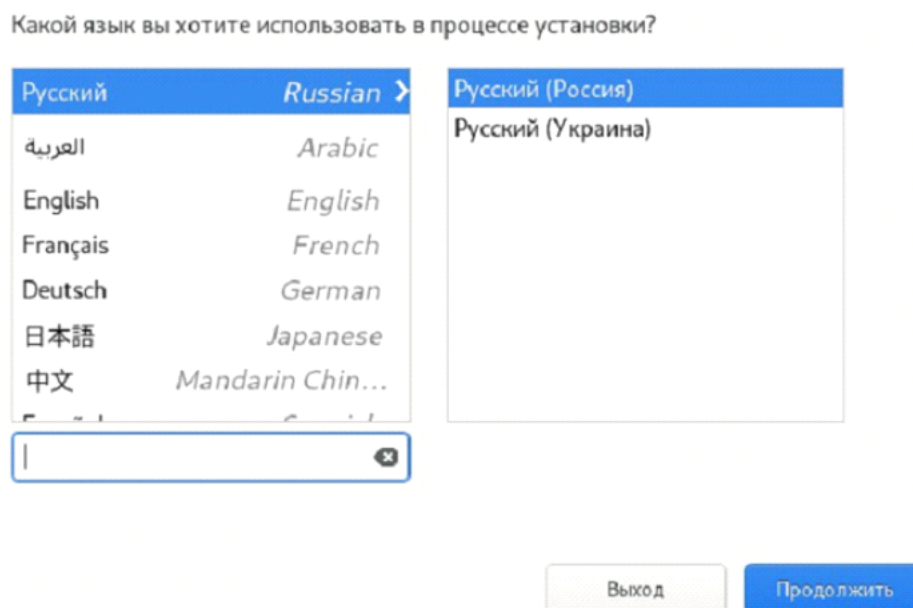 Какой язык вы хотите использовать в процессе установки?
Русский Russian
العربية Arabic
English English
Français French
Deutsch German
日本語 Japanese
中文 Mandarin Chin...
Русский (Россия)
Русский (Украина)
Выход Продолжить